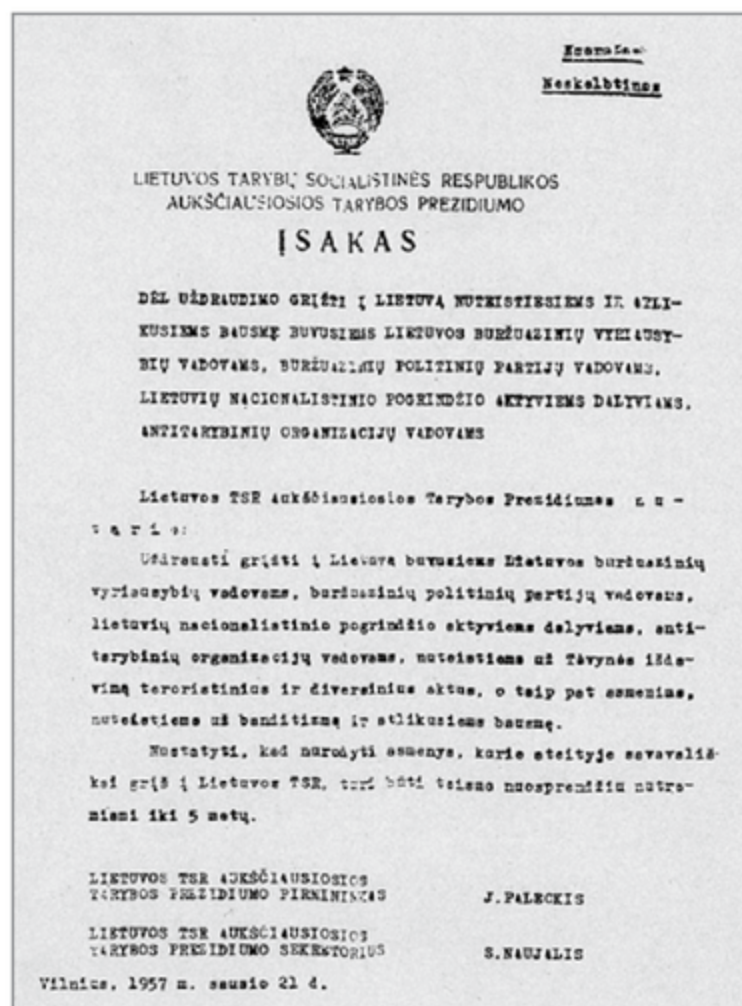 Neskelbtinas
LIETUVOS TARYBŲ SOCIALISTINĖS RESPUBLIKOS
AUKŠČIAUSIOSIOS TARYBOS PREZIDIUMO
ĮSAKAS
DĖL UŽDRAUDIMO GRĮŽTI Į LIETUVĄ NUTEISTIESIEMS IR ATLI-
KUSIEMS BAUSMĘ BUVUSIEMS LIETUVOS BURŽUAZINIŲ VYRIAUSY-
BIŲ VADOVAMS, BURŽUAZINIŲ POLITINIŲ PARTIJŲ VADOVAMS,
LIETUVIŲ NACIONALISTINIO POGRINDŽIO AKTYVIEMS DALYVIAMS,
ANTITARYBINIŲ ORGANIZACIJŲ VADOVAMS
Lietuvos TSR Aukščiausiosios Tarybos Prezidiumas n u -
t a r i a:
Uždrausti grįžti į Lietuvą buvusiems Lietuvos buržuazinių
vyriausybių vadovams, buržuazinių politinių partijų vadovams,
lietuvių nacionalistinio pogrindžio aktyviems dalyviams, anti-
tarybinių organizacijų vadovams, nuteistiems už Tėvynės išda-
vimą teroristinius ir diversinius aktus, o taip pat asmenims,
nuteistiems už banditizmą ir atlikusiems bausmę.
Nustatyti, kad nurodyti asmenys, kurie ateityje savavališ-
kai grįš į Lietuvos TSR, turi būti teismo nuosprendžiu nutre-
miami iki 5 metų.
LIETUVOS TSR AUKŠČIAUSIOSIOS
TARYBOS PREZIDIUMO PIRMININKAS J.PALECKIS
LIETUVOS TSR AUKŠČIAUSIOSIOS
TARYBOS PREZIDIUMO SEKRETORIUS S.NAUJALIS
Vilnius, 1957 m. sausio 21 d.